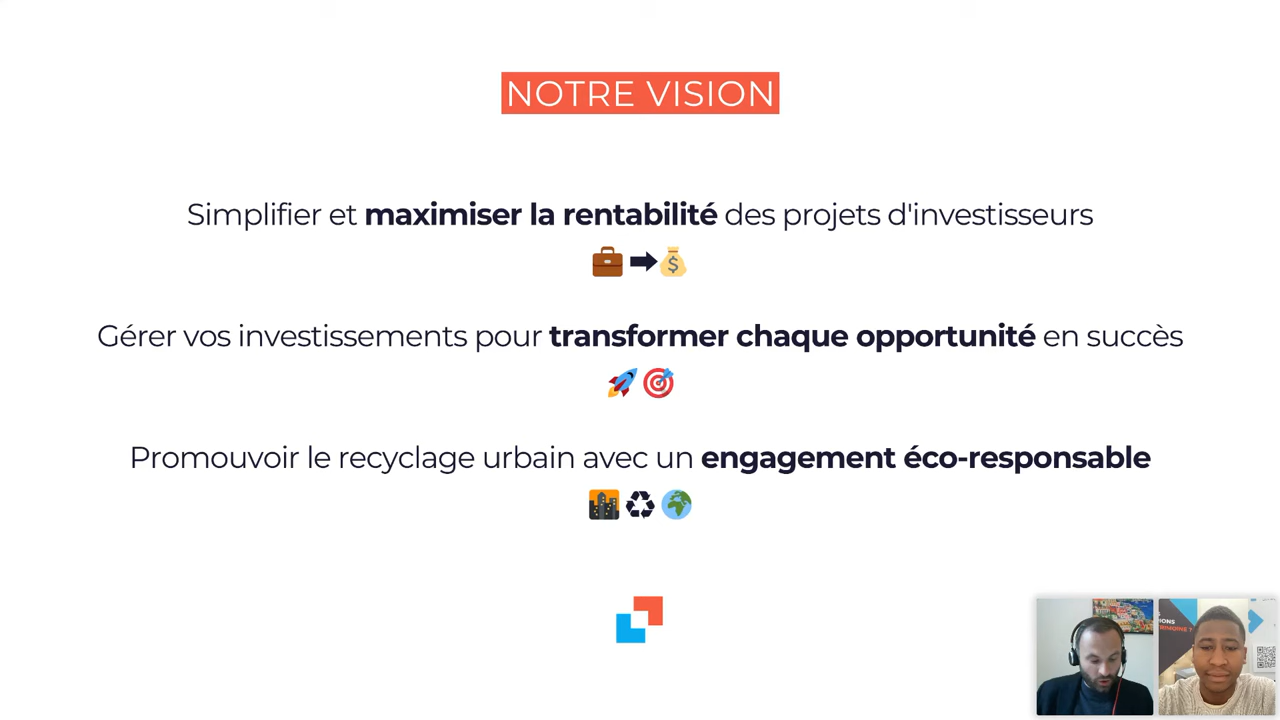 NOTRE VISION
Simplifier et maximiser la rentabilité des projets d'investisseurs
Gérer vos investissements pour transformer chaque opportunité en succès
Promouvoir le recyclage urbain avec un engagement éco-responsable